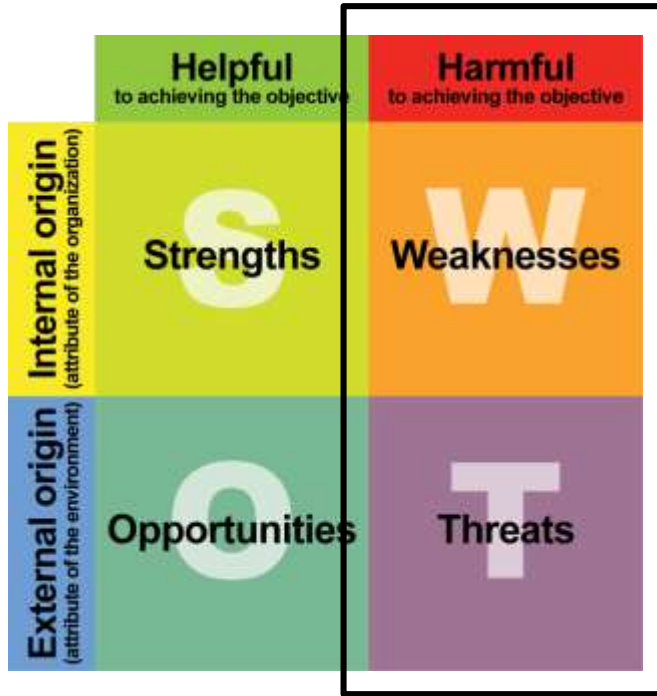 Helpful
to achieving the objective
Harmful
to achieving the objective
Internal origin
(attribute of the organization)
S
Strengths
W
Weaknesses
External origin
(attribute of the environment)
O
Opportunities
T
Threats